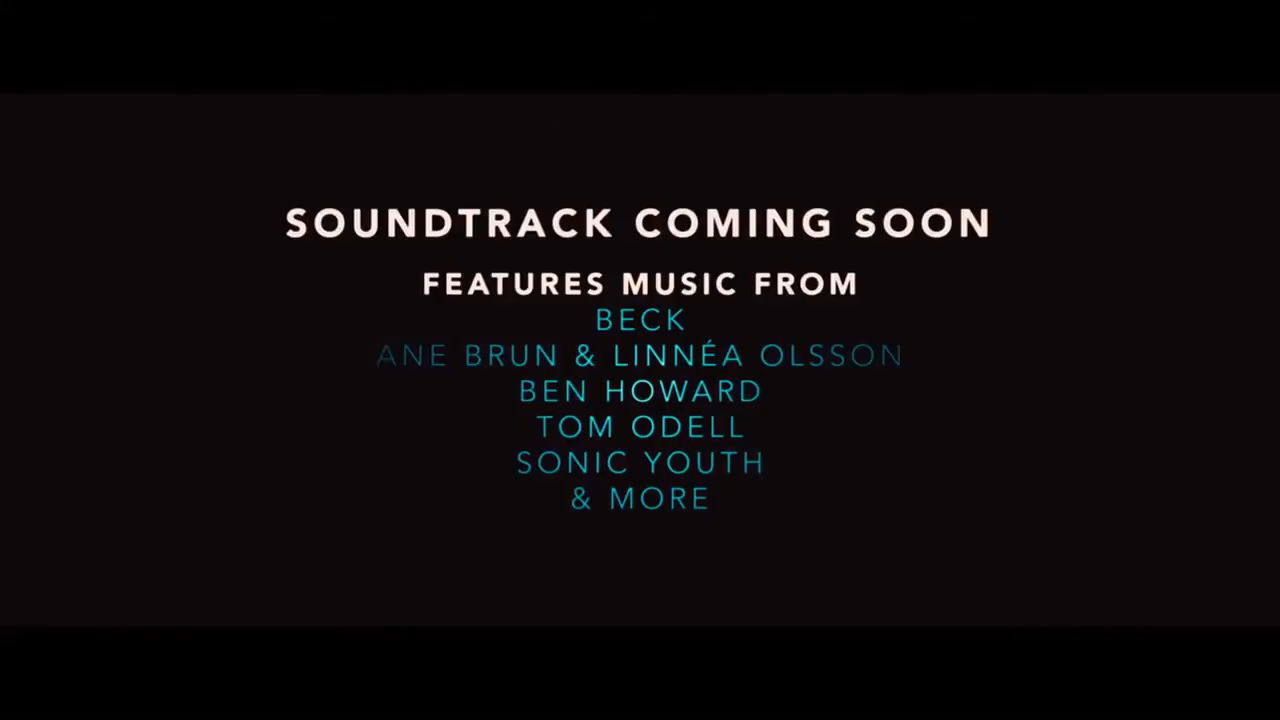 SOUNDTRACK COMING SOON
FEATURES MUSIC FROM
BECK
ANE BRUN & LINNÉA OLSSON
BEN HOWARD
TOM ODELL
SONIC YOUTH
& MORE